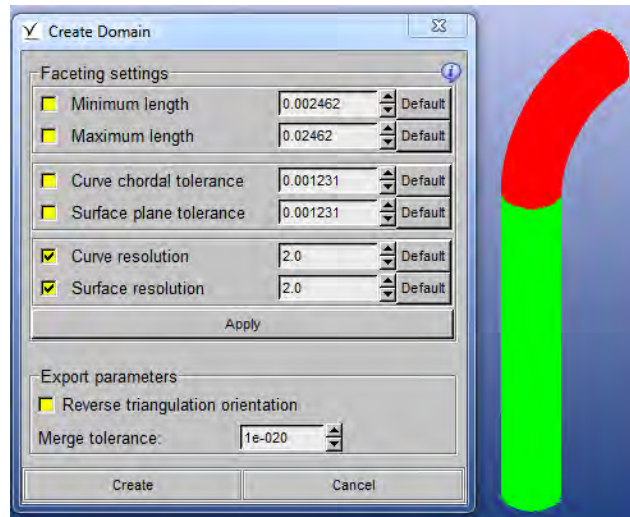 Create Domain
Faceting settings
Minimum length 0.002462 Default
Maximum length 0.02462 Default
Curve chordal tolerance 0.001231 Default
Surface plane tolerance 0.001231 Default
Curve resolution 2.0 Default
Surface resolution 2.0 Default
Apply
Export parameters
Reverse triangulation orientation
Merge tolerance: 1e-020
Create Cancel